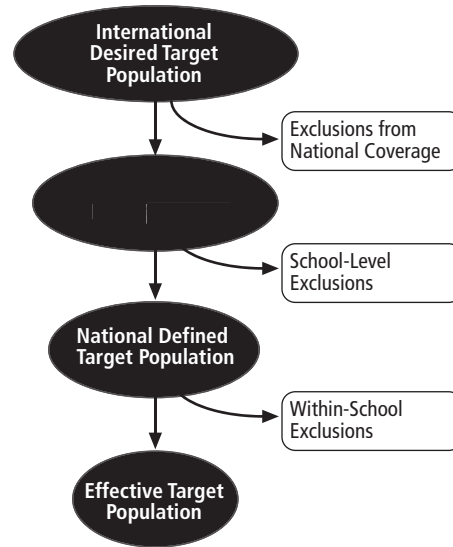 International
Desired Target
Population
Exclusions from
National Coverage
School-Level
Exclusions
National Defined
Target Population
Within-School
Exclusions
Effective Target
Population